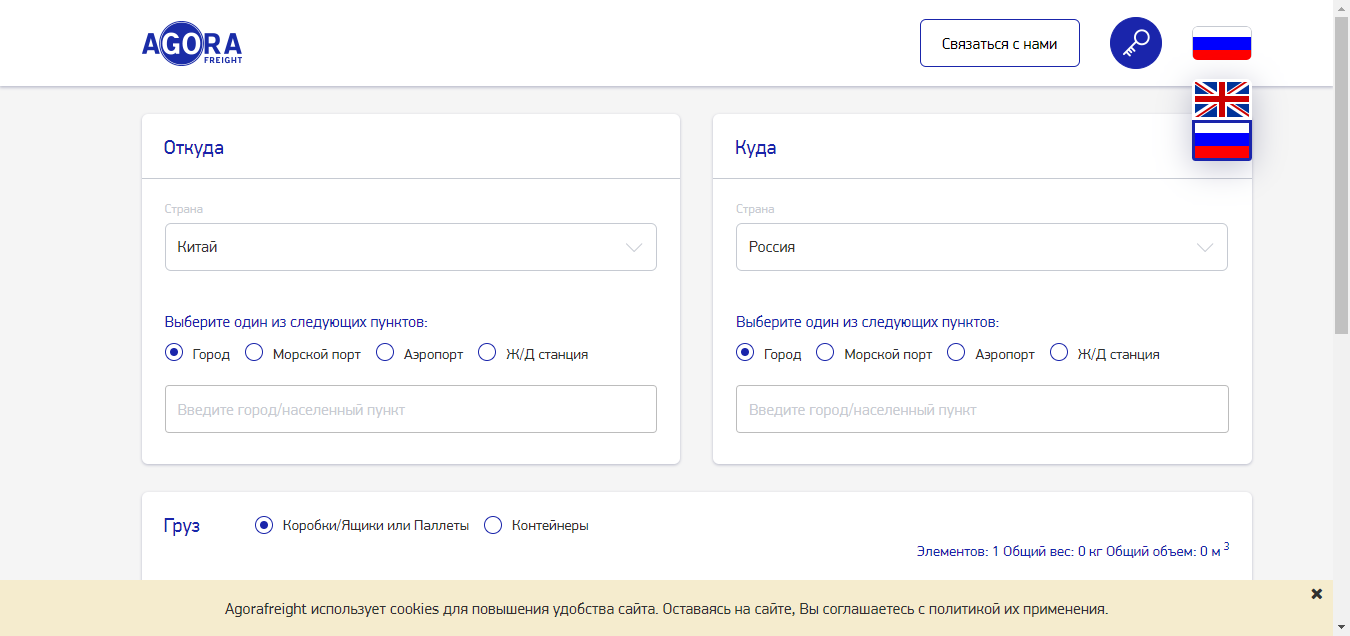 AGORA
FREIGHT
Связаться с нами
Откуда
Куда
Страна
Китай
Страна
Россия
Выберите один из следующих пунктов:
Город Морской порт Аэропорт Ж/Д станция
Введите город/населенный пункт
Выберите один из следующих пунктов:
Город Морской порт Аэропорт Ж/Д станция
Введите город/населенный пункт
Груз
Коробки/Ящики или Паллеты Контейнеры
Элементов: 1 Общий вес: 0 кг Общий объем: 0 м ³
Agorafreight использует cookies для повышения удобства сайта. Оставаясь на сайте, Вы соглашаетесь с политикой их применения.